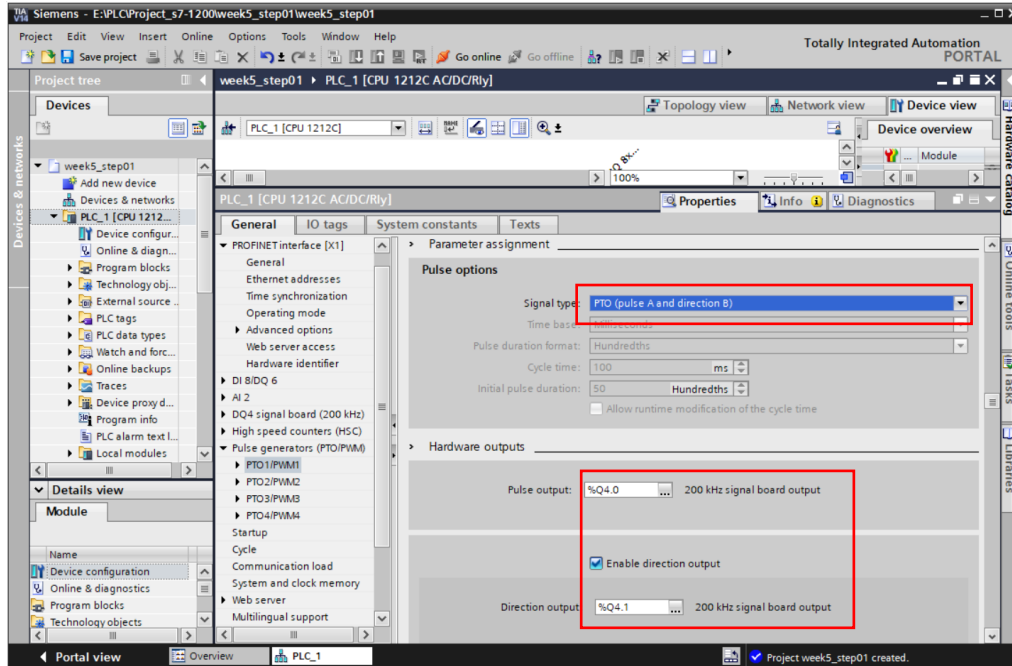 Siemens - E:\PLC\Project_s7-1200\week5_step01\week5_step01
Project Edit View Insert Online Options Tools Window Help
Totally Integrated Automation
PORTAL
Save project
Go online
Go offline
Project tree
week5_step01 PLC_1 [CPU 1212C AC/DC/Rly]
Devices
Topology view
Network view
Device view
PLC_1 [CPU 1212C]
Device overview
... Module
100%
week5_step01
Add new device
Devices & networks
PLC_1 [CPU 1212...
Device configur...
Online & diagn...
Program blocks
Technology obj...
External source ..
PLC tags
PLC data types
Watch and forc...
Online backups
Traces
Device proxy d...
Program info
PLC alarm text l...
Local modules
Details view
Module
Name
Device configuration
Online & diagnostics
Program blocks
Technology objects
PLC_1 [CPU 1212C AC/DC/Rly]
Properties
Info
Diagnostics
General
IO tags
System constants
Texts
PROFINET interface [X1]
General
Ethernet addresses
Time synchronization
Operating mode
Advanced options
Web server access
Hardware identifier
DI 8/DQ 6
AI 2
DQ4 signal board (200 kHz)
High speed counters (HSC)
Pulse generators (PTO/PWM)
PTO1/PWM1
PTO2/PWM2
PTO3/PWM3
PTO4/PWM4
Startup
Cycle
Communication load
System and clock memory
Web server
Multilingual support
Parameter assignment
Pulse options
Signal type: PTO (pulse A and direction B)
Time base: Milliseconds
Pulse duration format: Hundredths
Cycle time: 100 ms
Initial pulse duration: 50 Hundredths
Allow runtime modification of the cycle time
Hardware outputs
Pulse output: %Q4.0 ... 200 kHz signal board output
Enable direction output
Direction output %Q4.1 ... 200 kHz signal board output
Devices & networks
Hardware catalog
Online tools
Tasks
Libraries
Portal view
Overview
PLC_1
Project week5_step01 created.